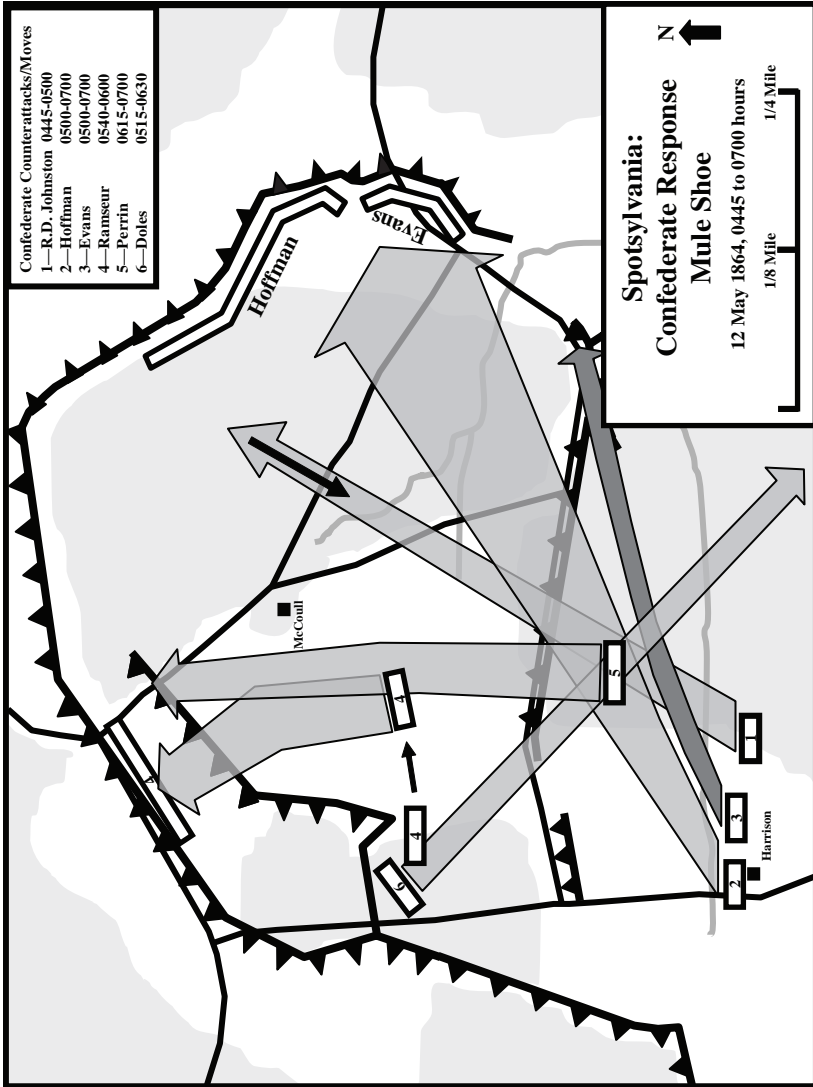 Confederate Counterattacks/Moves
1—R.D. Johnston 0445-0500
2—Hoffman 0500-0700
3—Evans 0500-0700
4—Ramseur 0540-0600
5—Perrin 0615-0700
6—Doles 0515-0630
Spotsylvania:
Confederate Response
Mule Shoe
12 May 1864, 0445 to 0700 hours
N
1/8 Mile
1/4 Mile
Hoffman
Evans
McCoull
4
4
4
6
5
1
3
2
Harrison